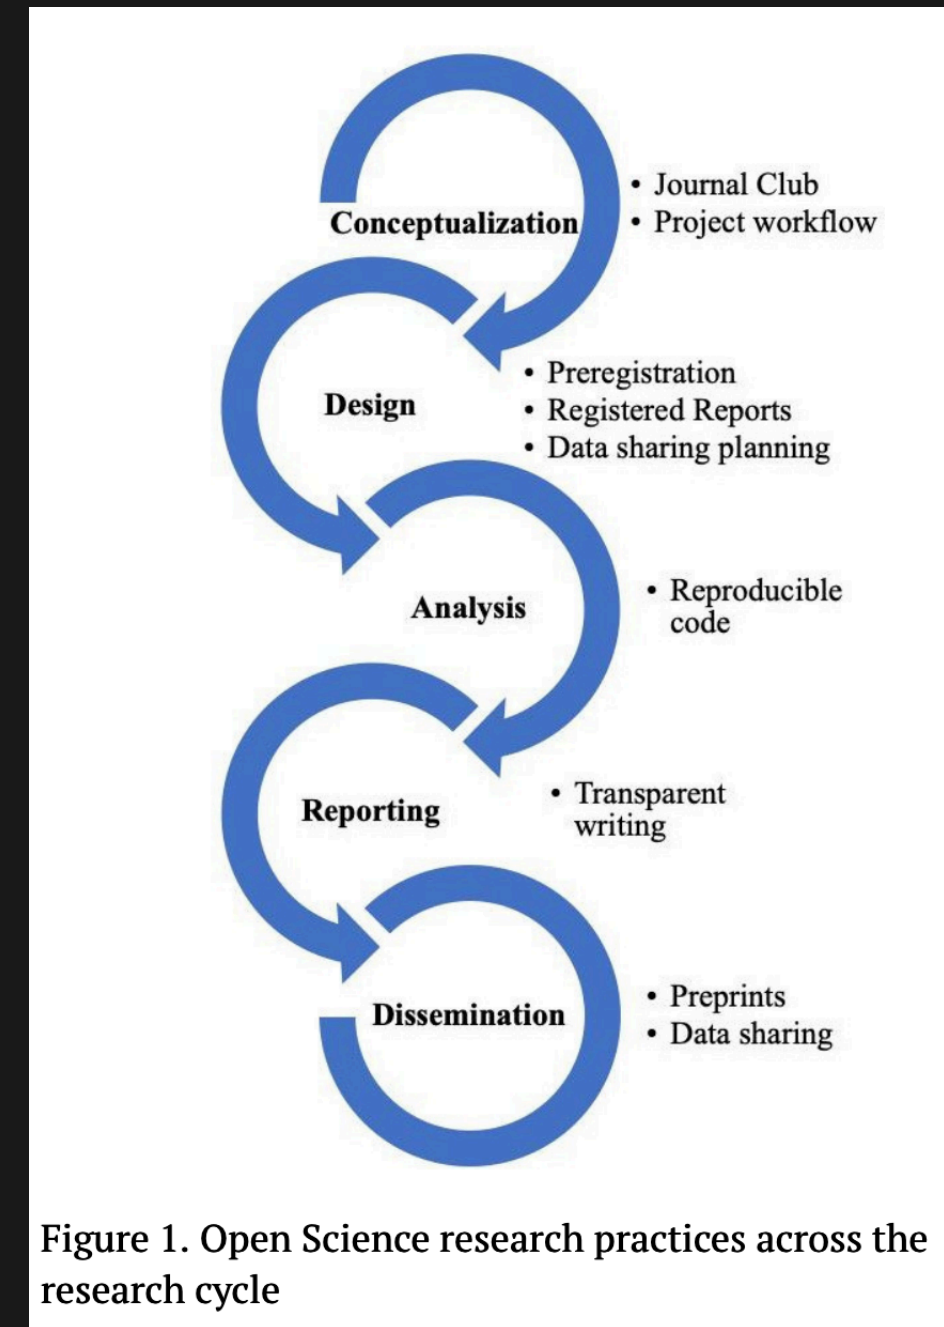 Conceptualization
• Journal Club
• Project workflow
Design
• Preregistration
• Registered Reports
• Data sharing planning
Analysis
• Reproducible
code
Reporting
• Transparent
writing
Dissemination
• Preprints
• Data sharing
Figure 1. Open Science research practices across the
research cycle